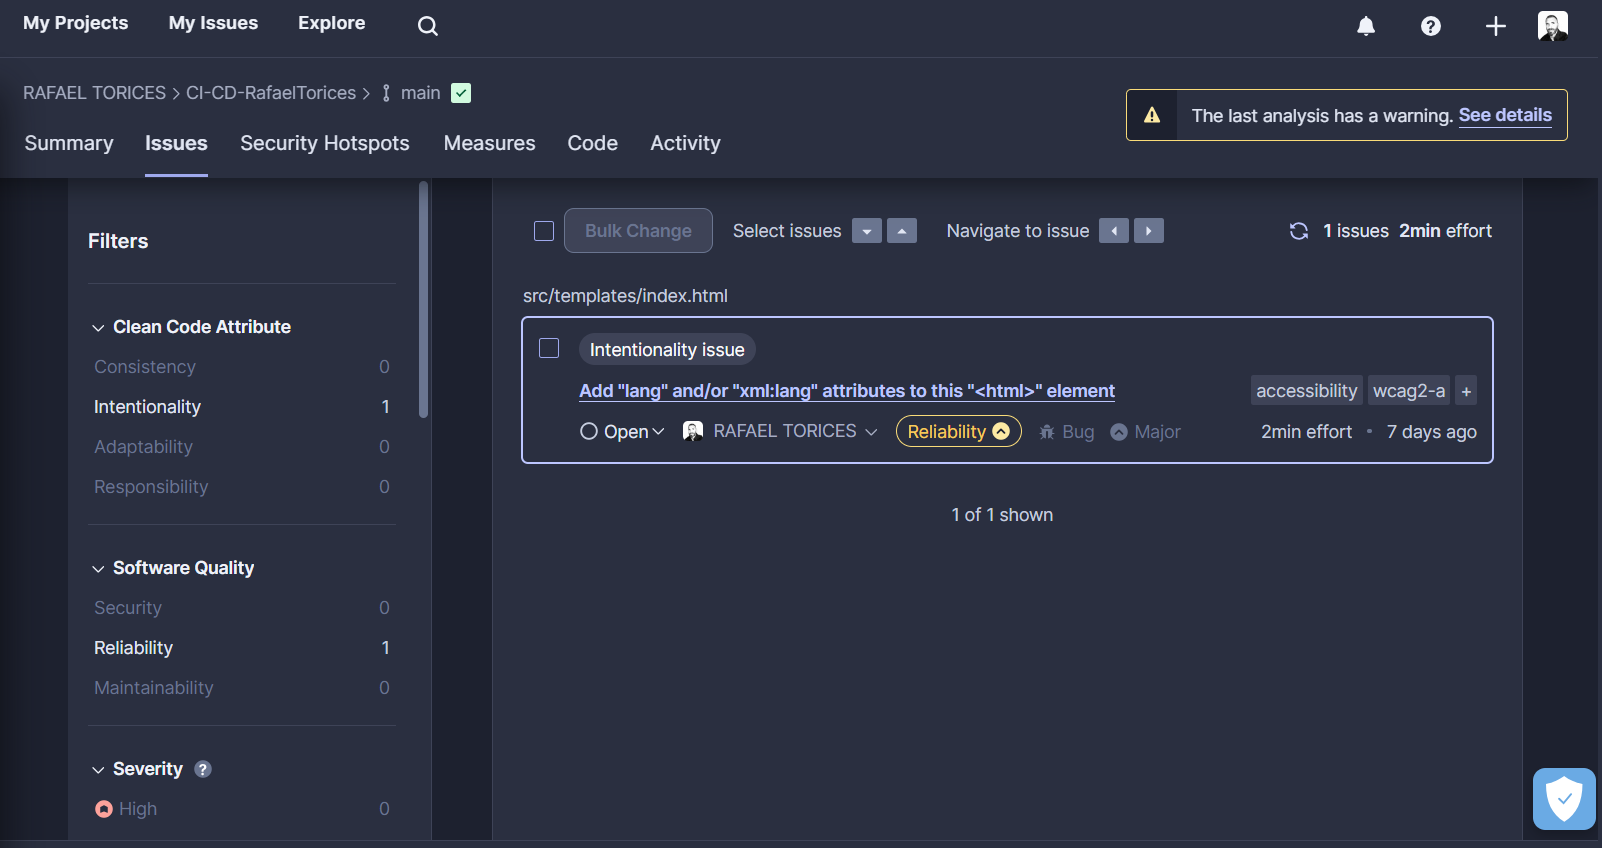 My Projects My Issues Explore
RAFAEL TORICES > CI-CD-RafaelTorices > main
The last analysis has a warning. See details
Summary Issues Security Hotspots Measures Code Activity
Filters
Clean Code Attribute
Consistency 0
Intentionality 1
Adaptability 0
Responsibility 0
Software Quality
Security 0
Reliability 1
Maintainability 0
Severity ?
High 0
Bulk Change Select issues Navigate to issue 1 issues 2min effort
src/templates/index.html
Intentionality issue
Add "lang" and/or "xml:lang" attributes to this "<html>" element accessibility wcag2-a +
Open RAFAEL TORICES Reliability Bug Major 2min effort • 7 days ago
1 of 1 shown